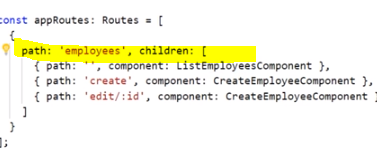 const appRoutes: Routes = [
{
path: 'employees', children: [
{ path: '', component: ListEmployeesComponent },
{ path: 'create', component: CreateEmployeeComponent },
{ path: 'edit/:id', component: CreateEmployeeComponent }
]
}
];